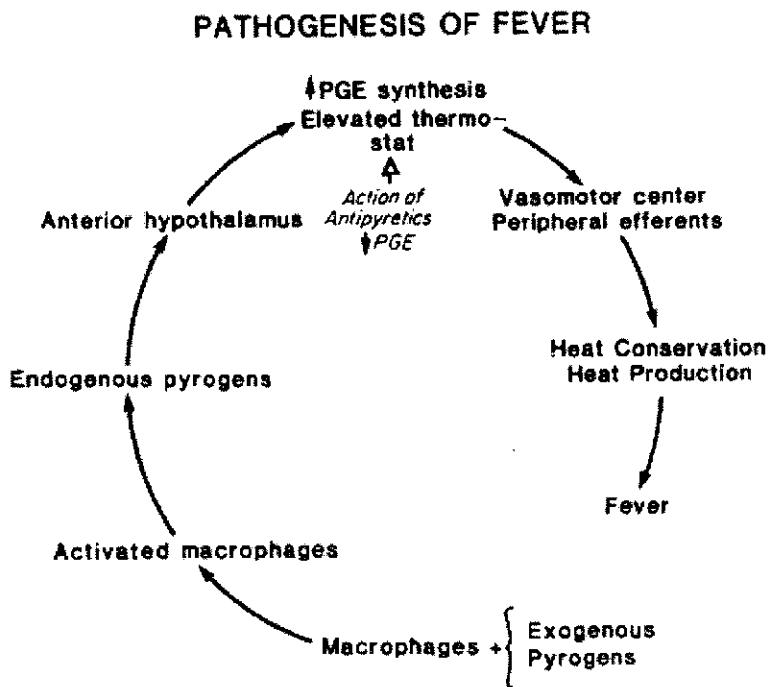 PATHOGENESIS OF FEVER
⬆PGE synthesis
Elevated thermo-
stat
Action of
Antipyretics
⬇PGE
Vasomotor center
Peripheral efferents
Heat Conservation
Heat Production
Fever
Anterior hypothalamus
Endogenous pyrogens
Activated macrophages
Macrophages + { Exogenous
Pyrogens